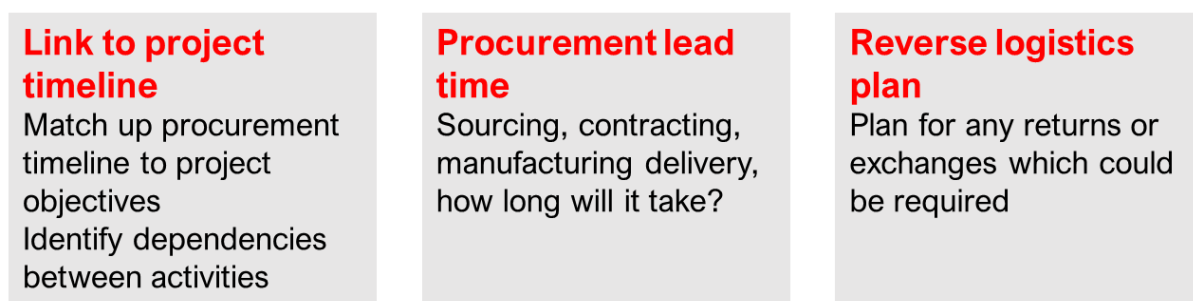 Link to project
timeline
Match up procurement
timeline to project
objectives
Identify dependencies
between activities
Procurement lead
time
Sourcing, contracting,
manufacturing delivery,
how long will it take?
Reverse logistics
plan
Plan for any returns or
exchanges which could
be required